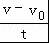 v - v₀
t